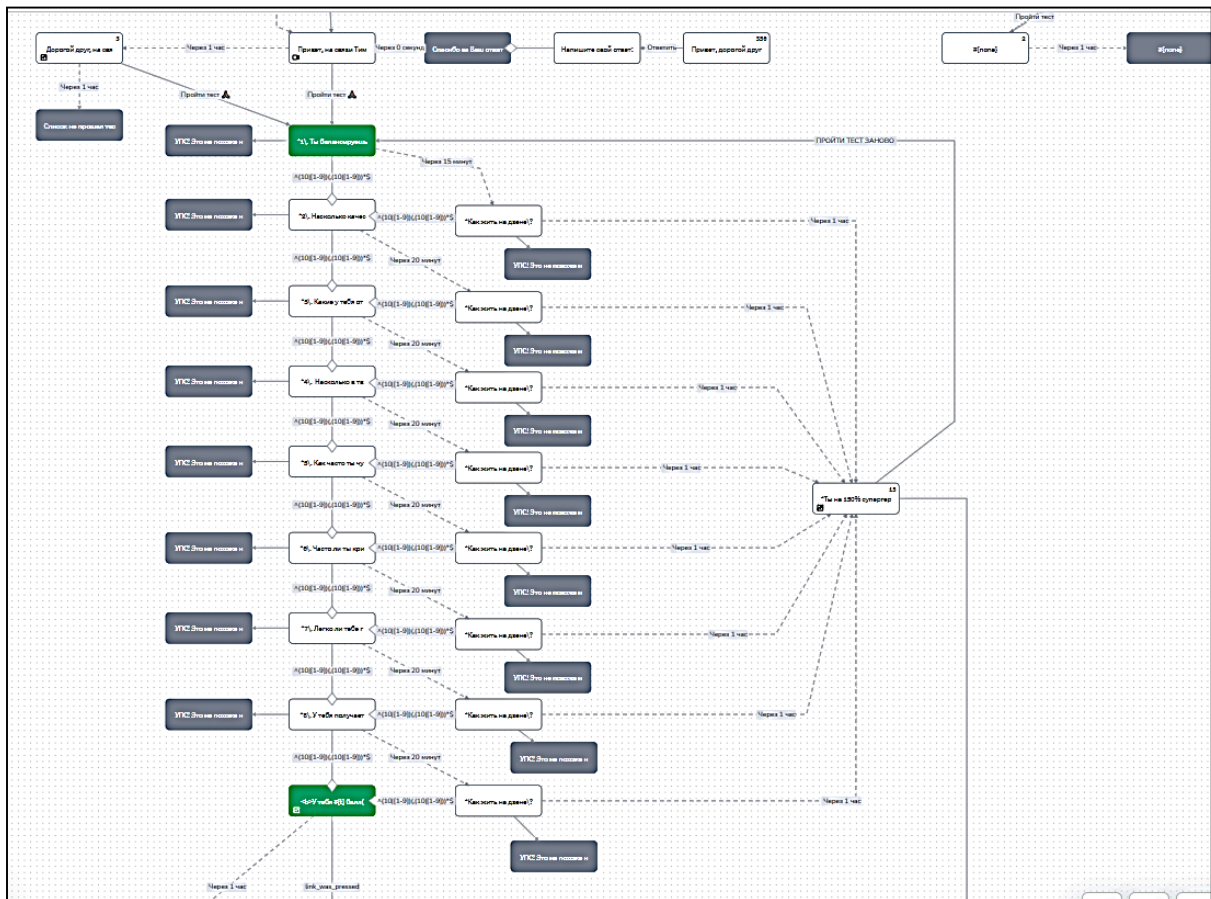 Пройти тест
3
Дорогой друг, на свя
Через 1 час
Привет, на связи Тим
Через 0 секунд
Спасибо за Ваш ответ
Напишите свой ответ:
Ответить
Привет, дорогой друг
2
#{none}
Через 1 час
#{none}
Через 1 час
Пройти тест
Пройти тест
УПС! Это не похоже н
*1\. Ты балансируешь
ПРОЙТИ ТЕСТ ЗАНОВО
Через 15 минут
^(10|[1-9])(,(10|[1-9]))*$
УПС! Это не похоже н
*2\. Насколько качес
^(10|[1-9])(,(10|[1-9]))*$
*Как жить на двена\?
Через 1 час
^(10|[1-9])(,(10|[1-9]))*$
Через 20 минут
УПС! Это не похоже н
УПС! Это не похоже н
*3\. Какие у тебя от
^(10|[1-9])(,(10|[1-9]))*$
*Как жить на двена\?
Через 1 час
^(10|[1-9])(,(10|[1-9]))*$
Через 20 минут
УПС! Это не похоже н
УПС! Это не похоже н
*4\. Насколько в та
^(10|[1-9])(,(10|[1-9]))*$
*Как жить на двена\?
Через 1 час
^(10|[1-9])(,(10|[1-9]))*$
Через 20 минут
УПС! Это не похоже н
УПС! Это не похоже н
*5\. Как часто ты чу
^(10|[1-9])(,(10|[1-9]))*$
*Как жить на двена\?
Через 1 час
13
*Ты на 150% супергер
^(10|[1-9])(,(10|[1-9]))*$
Через 20 минут
УПС! Это не похоже н
УПС! Это не похоже н
*6\. Часто ли ты кри
^(10|[1-9])(,(10|[1-9]))*$
*Как жить на двена\?
Через 1 час
^(10|[1-9])(,(10|[1-9]))*$
Через 20 минут
УПС! Это не похоже н
УПС! Это не похоже н
*7\. Легко ли тебе г
^(10|[1-9])(,(10|[1-9]))*$
*Как жить на двена\?
Через 1 час
^(10|[1-9])(,(10|[1-9]))*$
Через 20 минут
УПС! Это не похоже н
УПС! Это не похоже н
*8\. У тебя получает
^(10|[1-9])(,(10|[1-9]))*$
*Как жить на двена\?
Через 1 час
^(10|[1-9])(,(10|[1-9]))*$
Через 20 минут
УПС! Это не похоже н
^(10|[1-9])(,(10|[1-9]))*$
*Как жить на двена\?
Через 1 час
УПС! Это не похоже н
Через 1 час
link_was_pressed